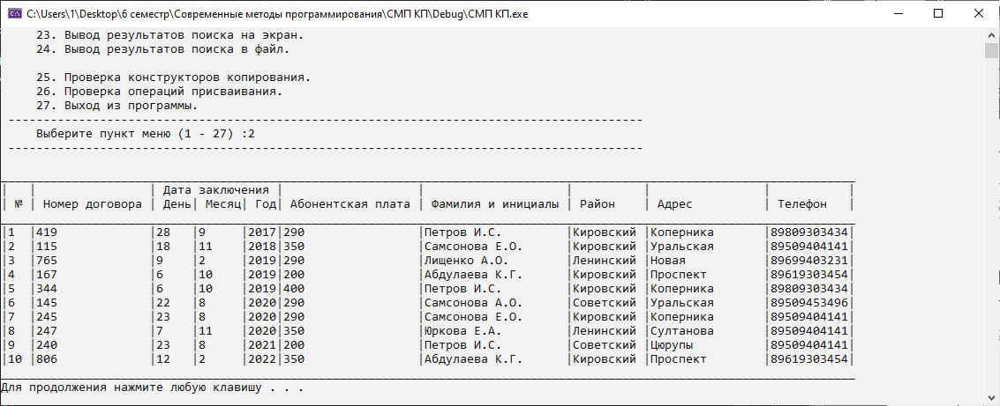 C:\Users\1\Desktop\6 семестр\Современные методы программирования\СМП КП\Debug\СМП КП.exe
23. Вывод результатов поиска на экран.
24. Вывод результатов поиска в файл.
25. Проверка конструкторов копирования.
26. Проверка операций присваивания.
27. Выход из программы.
Выберите пункт меню (1 - 27) :2
| | | Дата заключения | | | | | |
| № | Номер договора | День| Месяц| Год| Абонентская плата | Фамилия и инициалы | Район | Адрес | Телефон |
|1 |419 |28 |9 |2017|290 |Петров И.С. |Кировский |Коперника |89809303434|
|2 |115 |18 |11 |2018|350 |Самсонова Е.О. |Кировский |Уральская |89509404141|
|3 |765 |9 |2 |2019|290 |Лищенко А.О. |Ленинский |Новая |89699403231|
|4 |167 |6 |10 |2019|200 |Абдулаева К.Г. |Кировский |Проспект |89619303454|
|5 |344 |6 |10 |2019|400 |Петров И.С. |Кировский |Коперника |89809303434|
|6 |145 |22 |8 |2020|290 |Самсонова А.О. |Советский |Уральская |89509453496|
|7 |245 |23 |8 |2020|290 |Самсонова Е.О. |Кировский |Коперника |89509404141|
|8 |247 |7 |11 |2020|350 |Юркова Е.А. |Ленинский |Султанова |89509404141|
|9 |240 |23 |8 |2021|200 |Петров И.С. |Советский |Цюрупы |89509404141|
|10 |806 |12 |2 |2022|350 |Абдулаева К.Г. |Кировский |Проспект |89619303454|
Для продолжения нажмите любую клавишу . . .